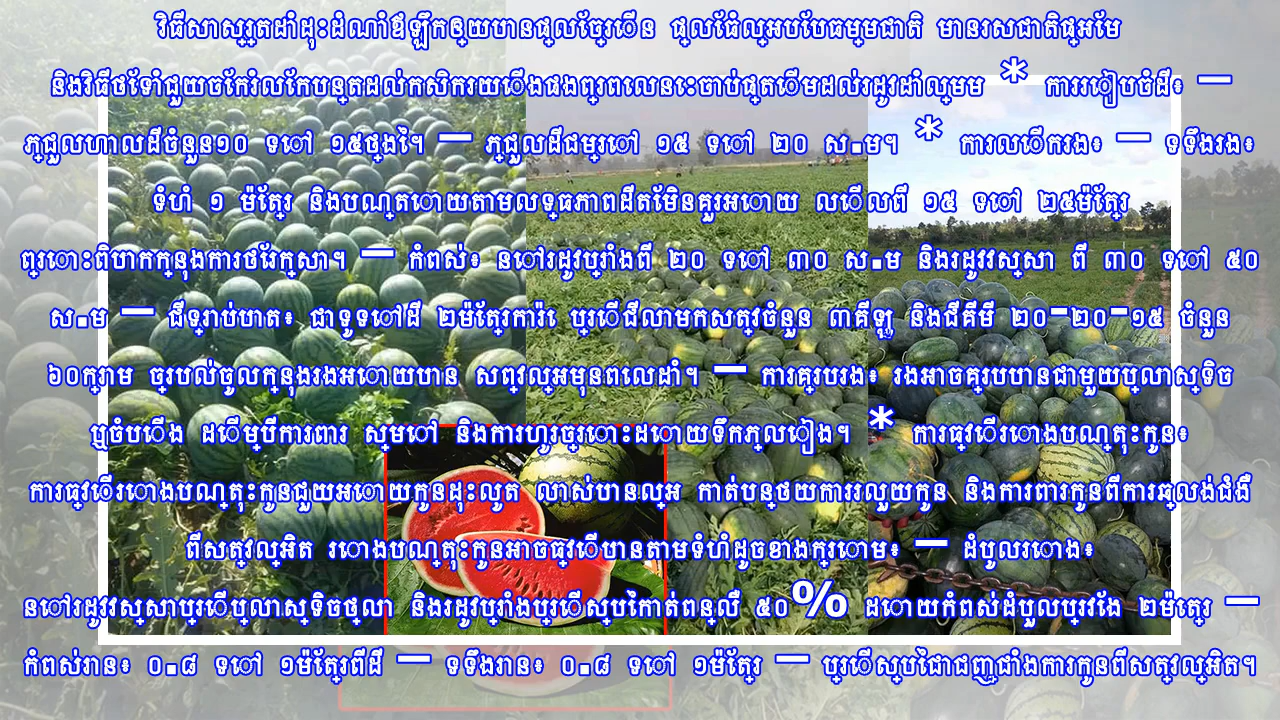 វិធីសាស្រ្តដាំដុះដំណាំឪឡឹកឲ្យបានផ្លែច្រើន ផ្លែធំល្អបែបធម្មជាតិ មានរសជាតិផ្អែម
និងវិធីថែទាំជួយចែករំលែកបន្តដល់កសិករយើងផងព្រពេលនេះចាប់ផ្តើមដល់រដូវដាំល្មម * ការរៀបចំដី៖ –
ភ្ជួលហាលដីចំនួន១០ ទៅ ១៥ថ្ងៃ។ – ភ្ជួលដីជម្រៅ ១៥ ទៅ ២០ ស.ម។ * ការលើករង៖ – ទទឹងរង៖
ទំហំ ១ ម៉ែត្រ និងបណ្តោយតាមលទ្ធភាពដីតែមិនគួរអោយ លើលពី ១៥ ទៅ ២៥ម៉ែត្រ
ព្រោះពិបាកក្នុងការថែរក្សា។ – កំពស់៖ នៅរដូវប្រាំងពី ២០ ទៅ ៣០ ស.ម និងរដូវវស្សា ពី ៣០ ទៅ ៥០
ស.ម – ជីទ្រាប់បាត៖ ជាទូទៅដី ២ម៉ែត្រការ៉េ ប្រើជីលាមកសត្វចំនួន ៣គីឡូ និងជីគីមី ២០–២០–១៥ ចំនួន
៦០ក្រាម ច្របល់ចូលក្នុងរងអោយបាន សព្វល្អមុនពេលដាំ។ – ការគ្របរង៖ រងអាចគ្របបានជាមួយប្លាស្ទិច
ឬចំបើង ដើម្បីការពារ ស្មៅ និងការហូរច្រោះដោយទឹកភ្លៀង។ * ការធ្វើរោងបណ្តុះកូន៖
ការធ្វើរោងបណ្តុះកូនជួយអោយកូនដុះលូត លាស់បានល្អ កាត់បន្ថយការរលួយកូន និងការពារកូនពីការឆ្លង់ជំងឺ
ពីសត្វល្អិត រោងបណ្តុះកូនអាចធ្វើបានតាមទំហំដូចខាងក្រោម៖ – ដំបូលរោង៖
នៅរដូវវស្សាប្រើប្លាស្ទិចថ្លា និងរដូវប្រាំងប្រើស្បៃកាត់ពន្លឺ ៥០% ដោយកំពស់ដំបួលប្រវែង ២ម៉េត្រ –
កំពស់រាន៖ ០.៨ ទៅ ១ម៉ែត្រពីដី – ទទឹងរាន៖ ០.៨ ទៅ ១ម៉ែត្រ – ប្រើស្បៃជាជញ្ជាំងការកូនពីសត្វល្អិត។